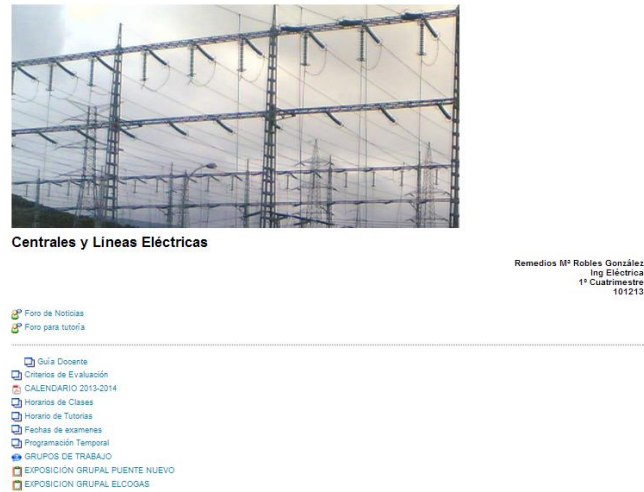 Centrales y Líneas Eléctricas
Remedios Mª Robles González
Ing Eléctrica
1º Cuatrimestre
101213
Foro de Noticias
Foro para tutoría
Guía Docente
Criterios de Evaluación
CALENDARIO 2013-2014
Horarios de Clases
Horario de Tutorias
Fechas de examenes
Programación Temporal
GRUPOS DE TRABAJO
EXPOSICIÓN GRUPAL PUENTE NUEVO
EXPOSICION GRUPAL ELCOGAS